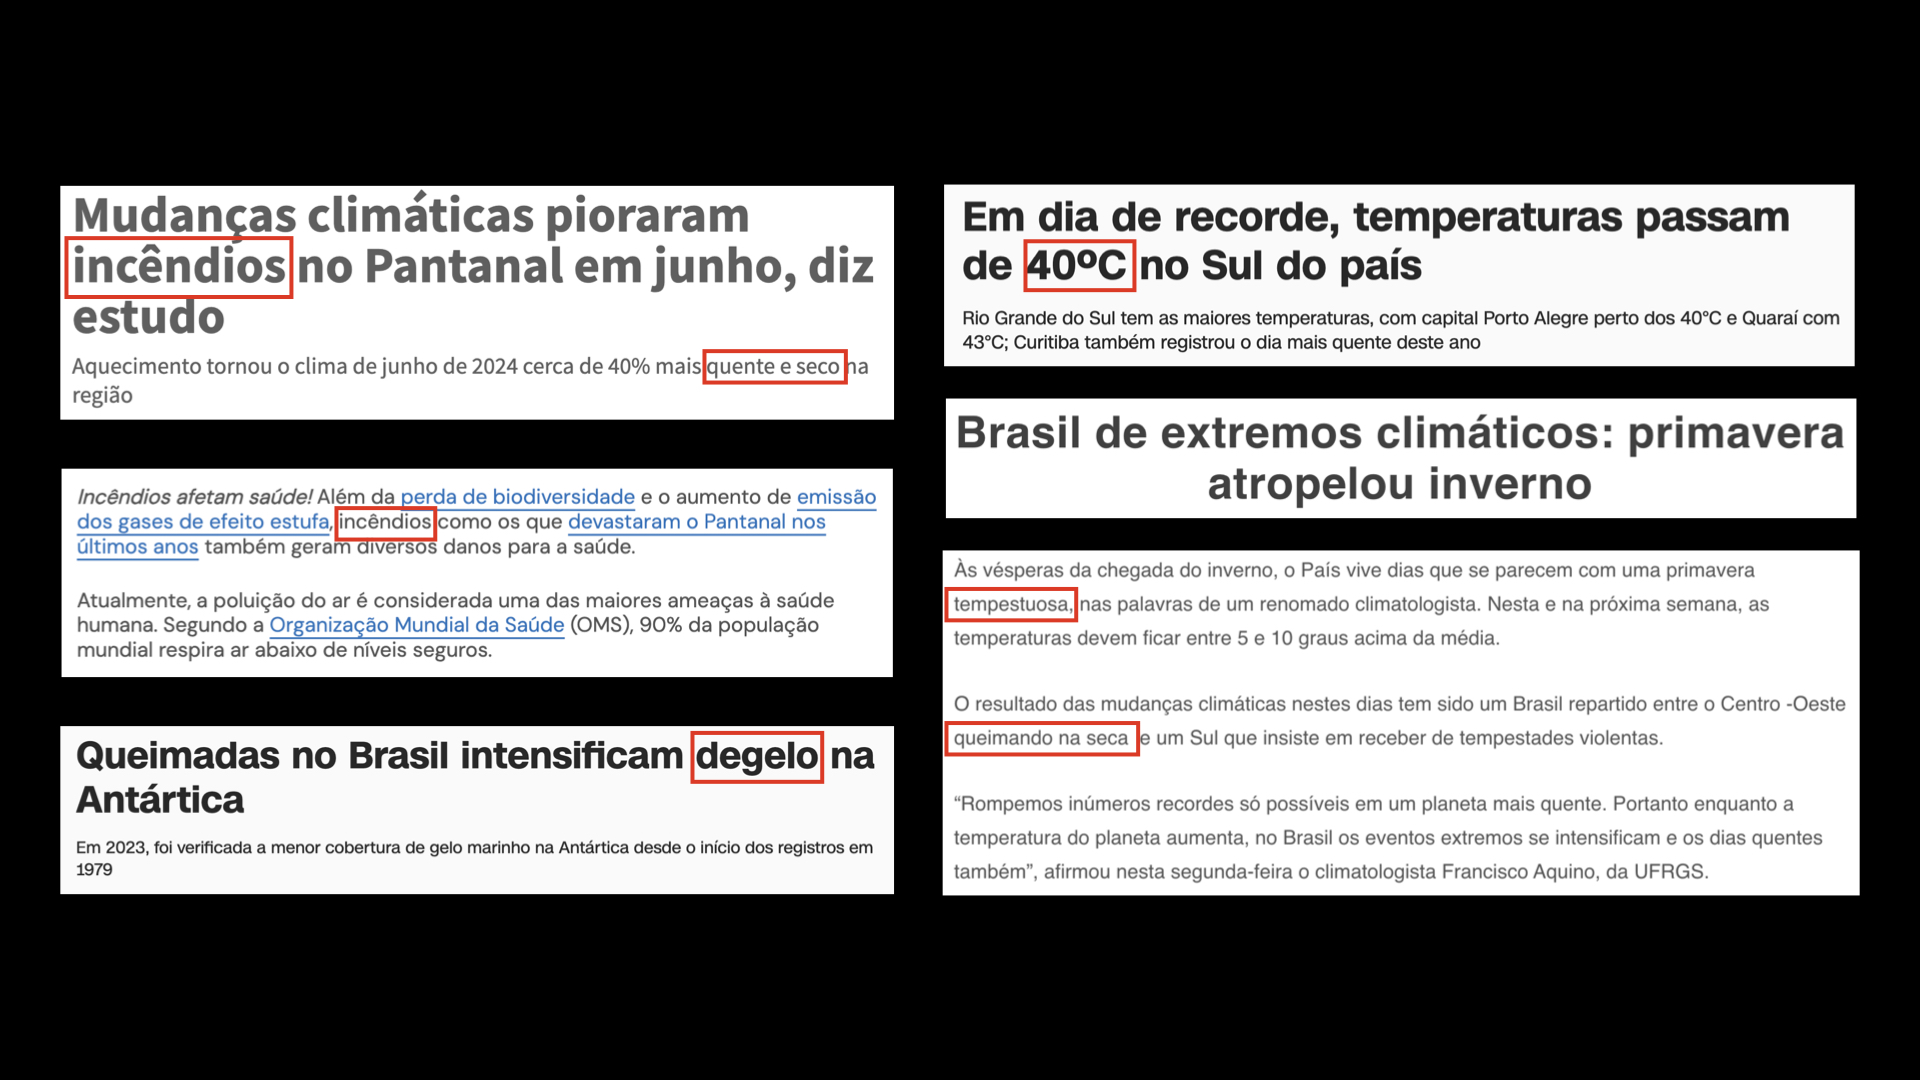 Mudanças climáticas pioraram
incêndios no Pantanal em junho, diz
estudo
Aquecimento tornou o clima de junho de 2024 cerca de 40% mais quente e seco na
região
Incêndios afetam saúde! Além da perda de biodiversidade e o aumento de emissão
dos gases de efeito estufa, incêndios como os que devastaram o Pantanal nos
últimos anos também geram diversos danos para a saúde.
Atualmente, a poluição do ar é considerada uma das maiores ameaças à saúde
humana. Segundo a Organização Mundial da Saúde (OMS), 90% da população
mundial respira ar abaixo de níveis seguros.
Queimadas no Brasil intensificam degelo na
Antártica
Em 2023, foi verificada a menor cobertura de gelo marinho na Antártica desde o início dos registros em
1979
Em dia de recorde, temperaturas passam
de 40ºC no Sul do país
Rio Grande do Sul tem as maiores temperaturas, com capital Porto Alegre perto dos 40°C e Quaraí com
43°C; Curitiba também registrou o dia mais quente deste ano
Brasil de extremos climáticos: primavera
atropelou inverno
Às vésperas da chegada do inverno, o País vive dias que se parecem com uma primavera
tempestuosa, nas palavras de um renomado climatologista. Nesta e na próxima semana, as
temperaturas devem ficar entre 5 e 10 graus acima da média.
O resultado das mudanças climáticas nestes dias tem sido um Brasil repartido entre o Centro -Oeste
queimando na seca e um Sul que insiste em receber de tempestades violentas.
“Rompemos inúmeros recordes só possíveis em um planeta mais quente. Portanto enquanto a
temperatura do planeta aumenta, no Brasil os eventos extremos se intensificam e os dias quentes
também”, afirmou nesta segunda-feira o climatologista Francisco Aquino, da UFRGS.